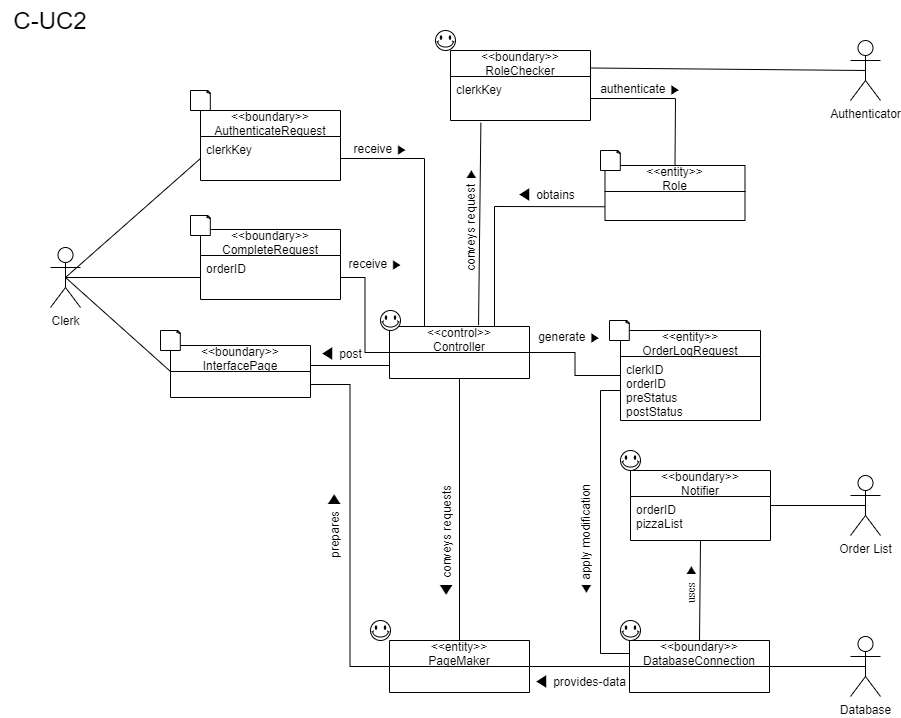 C-UC2
<<boundary>>
RoleChecker
clerkKey
authenticate
Authenticator
<<boundary>>
AuthenticateRequest
clerkKey
receive
<<entity>>
Role
obtains
conveys request
<<boundary>>
CompleteRequest
orderID
receive
Clerk
<<control>>
Controller
generate
<<entity>>
OrderLogRequest
clerkID
orderID
preStatus
postStatus
<<boundary>>
InterfacePage
post
<<boundary>>
Notifier
orderID
pizzaList
Order List
prepares
conveys requests
apply modification
uses
<<entity>>
PageMaker
<<boundary>>
DatabaseConnection
provides-data
Database